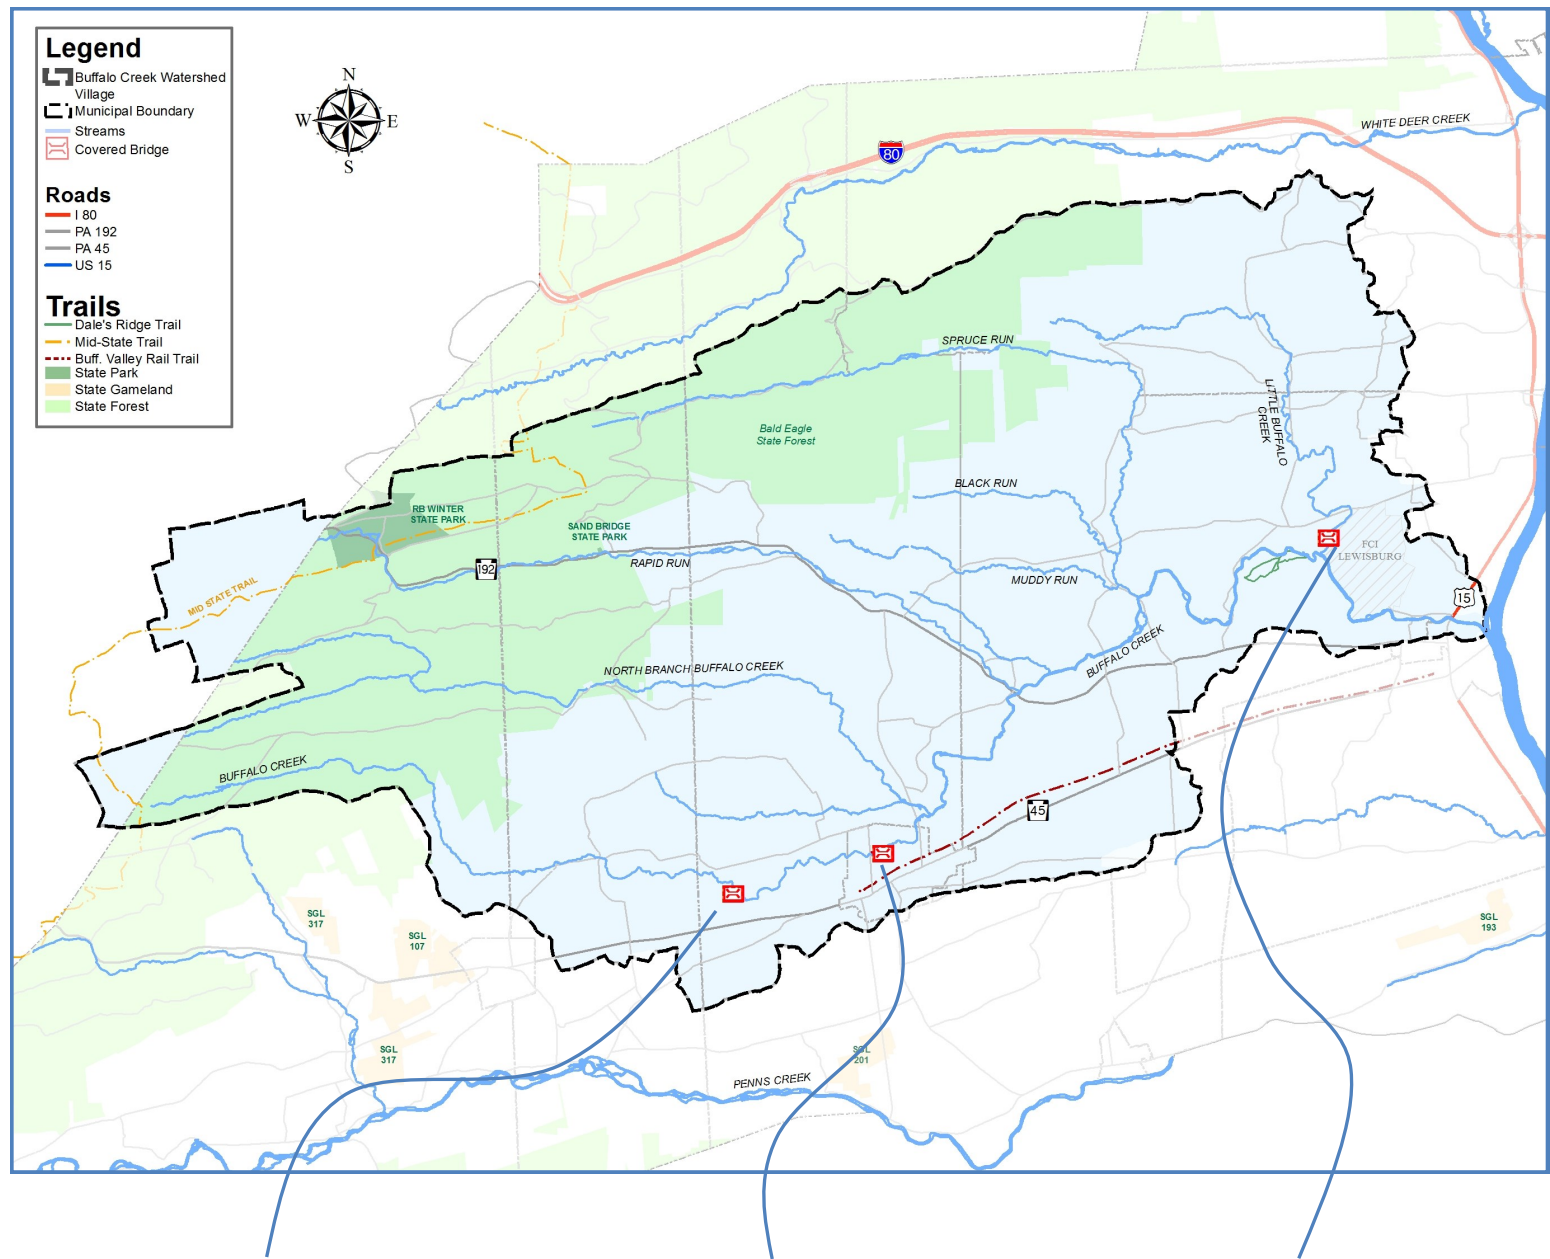 Legend
Buffalo Creek Watershed
Village
Municipal Boundary
Streams
Covered Bridge
Roads
I 80
PA 192
PA 45
US 15
Trails
Dale's Ridge Trail
Mid-State Trail
Buff. Valley Rail Trail
State Park
State Gameland
State Forest
N
W
E
S
80
WHITE DEER CREEK
SPRUCE RUN
LITTLE BUFFALO
CREEK
Bald Eagle
State Forest
BLACK RUN
RB WINTER
STATE PARK
SAND BRIDGE
STATE PARK
FCI
LEWISBURG
192
RAPID RUN
MUDDY RUN
MID STATE TRAIL
15
BUFFALO CREEK
NORTH BRANCH BUFFALO CREEK
BUFFALO CREEK
45
SGL
317
SGL
107
SGL
193
SGL
317
SGL
201
PENNS CREEK